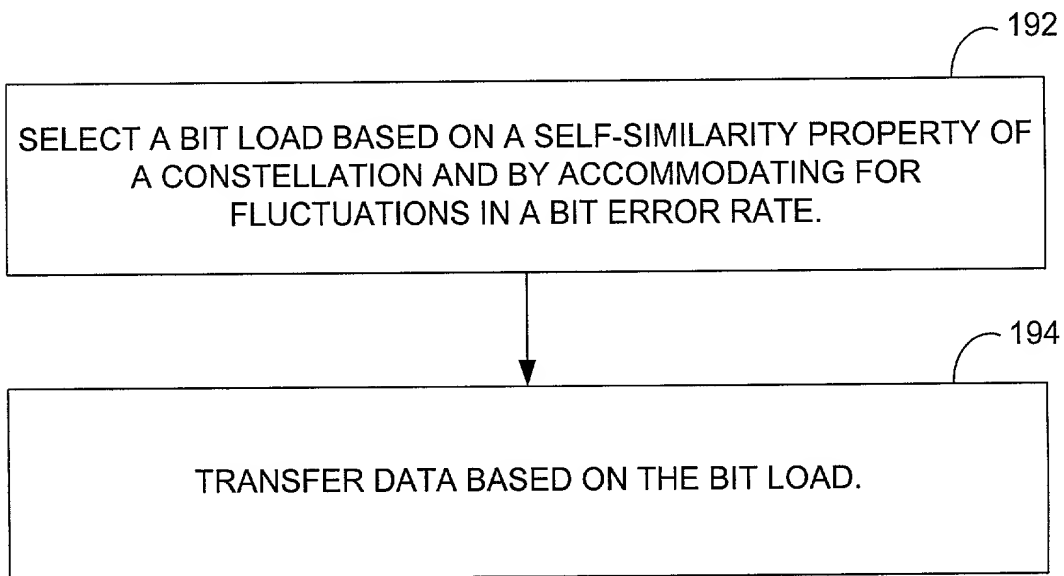 192
SELECT A BIT LOAD BASED ON A SELF-SIMILARITY PROPERTY OF
A CONSTELLATION AND BY ACCOMMODATING FOR
FLUCTUATIONS IN A BIT ERROR RATE.
194
TRANSFER DATA BASED ON THE BIT LOAD.